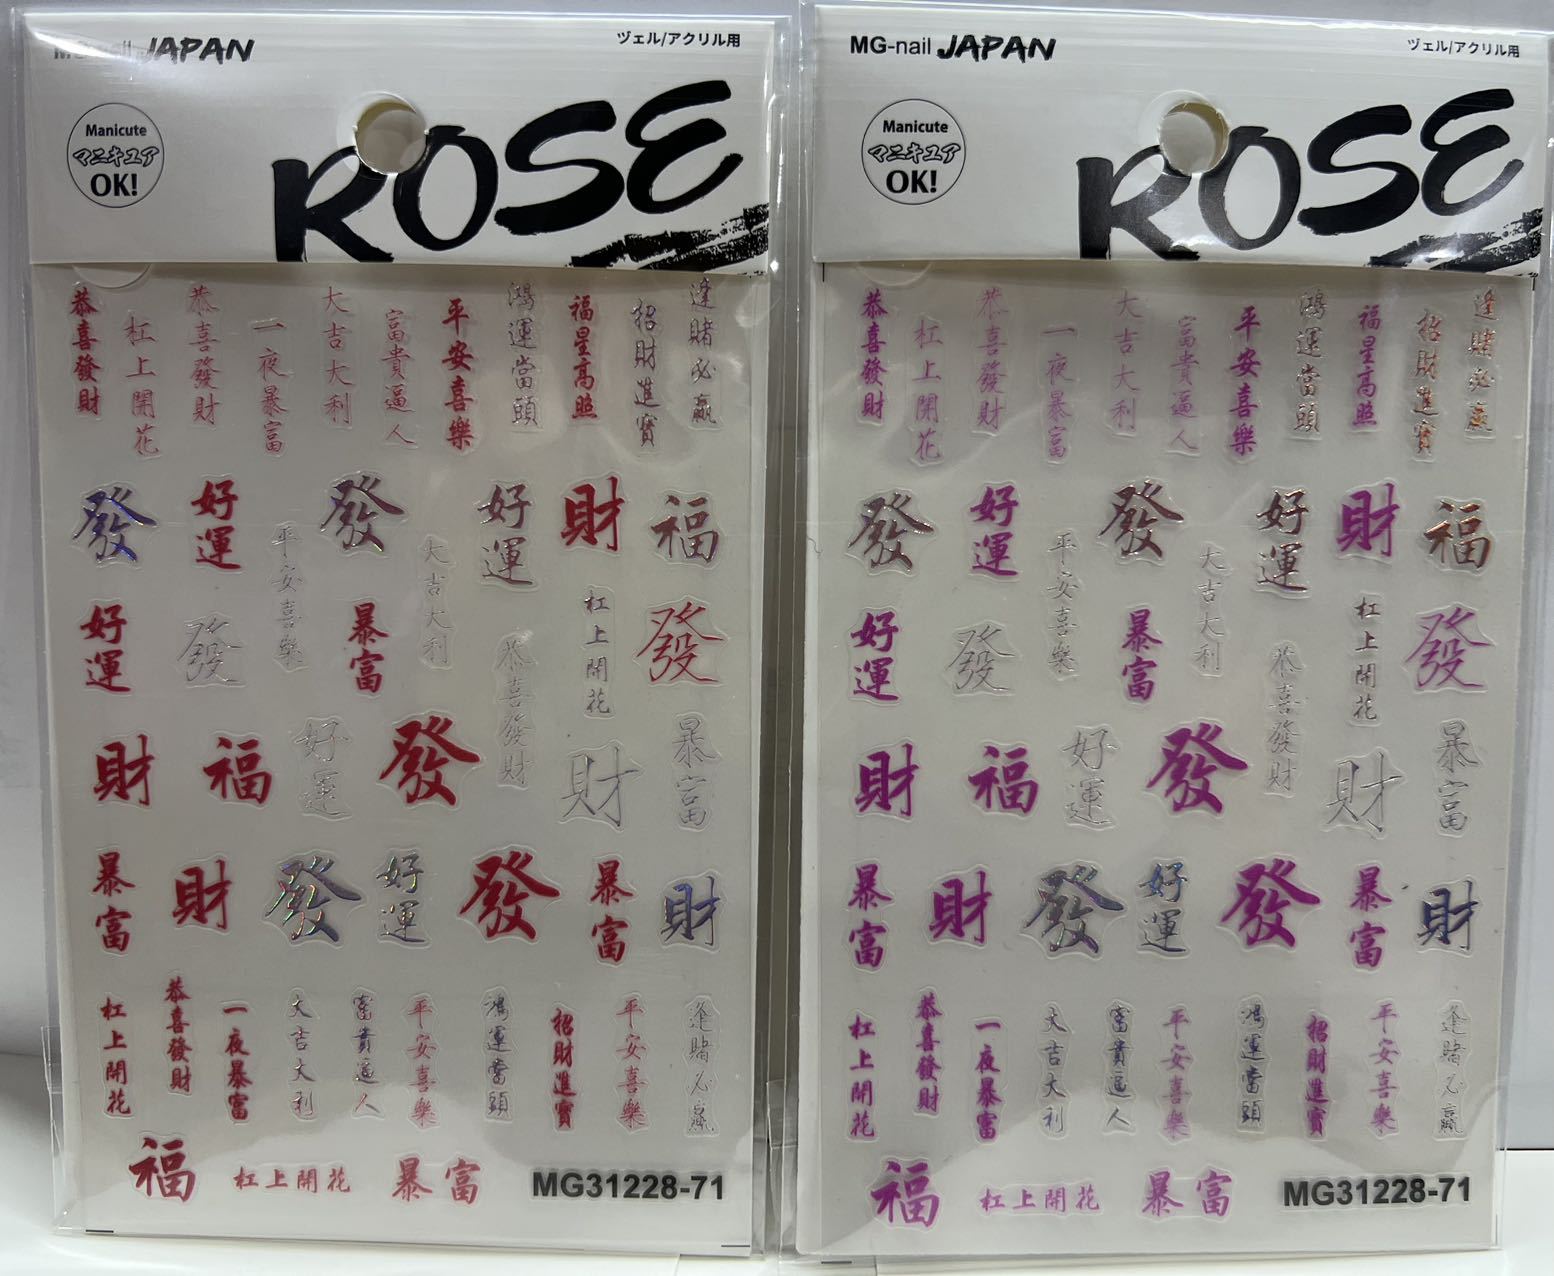 MG-nail JAPAN
ヅェル/アクリル用
Manicute
マニキュア
OK!
ROSE
恭喜發財
杠上開花
恭喜發財
一夜暴富
大吉大利
富貴逼人
平安喜樂
鴻運當頭
福星高照
招財進寶
逢賭必贏
發
好運
發
好運
財
福
平安喜樂
大吉大利
好運
發
暴富
恭喜發財
杠上開花
發
財
福
好運
發
財
暴富
暴富
財
發
好運
發
暴富
財
杠上開花
恭喜發財
一夜暴富
大吉大利
富貴逼人
平安喜樂
鴻運當頭
招財進寶
平安喜樂
逢賭必贏
福
杠上開花
暴富
MG31228-71
MG-nail JAPAN
ヅェル/アクリル用
Manicute
マニキュア
OK!
ROSE
恭喜發財
杠上開花
恭喜發財
一夜暴富
大吉大利
富貴逼人
平安喜樂
鴻運當頭
福星高照
招財進寶
逢賭必贏
發
好運
發
好運
財
福
平安喜樂
大吉大利
好運
發
暴富
恭喜發財
杠上開花
發
財
福
好運
發
財
暴富
暴富
財
發
好運
發
暴富
財
杠上開花
恭喜發財
一夜暴富
大吉大利
富貴逼人
平安喜樂
鴻運當頭
招財進寶
平安喜樂
逢賭必贏
福
杠上開花
暴富
MG31228-71